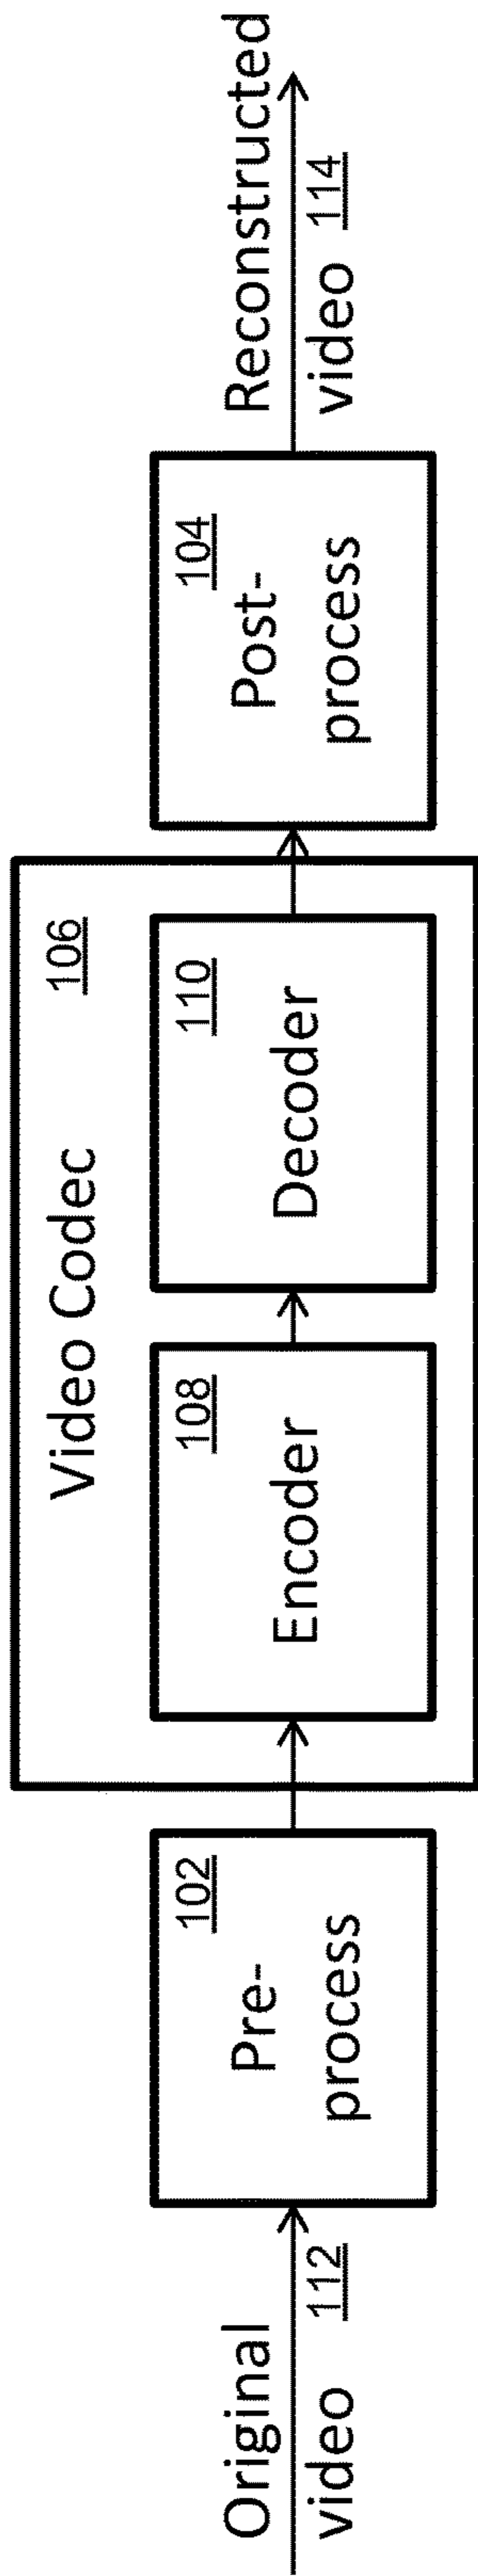 Original
video 112
102
Pre-
process
Video Codec 106
108
Encoder
110
Decoder
104
Post-
process
Reconstructed
video 114